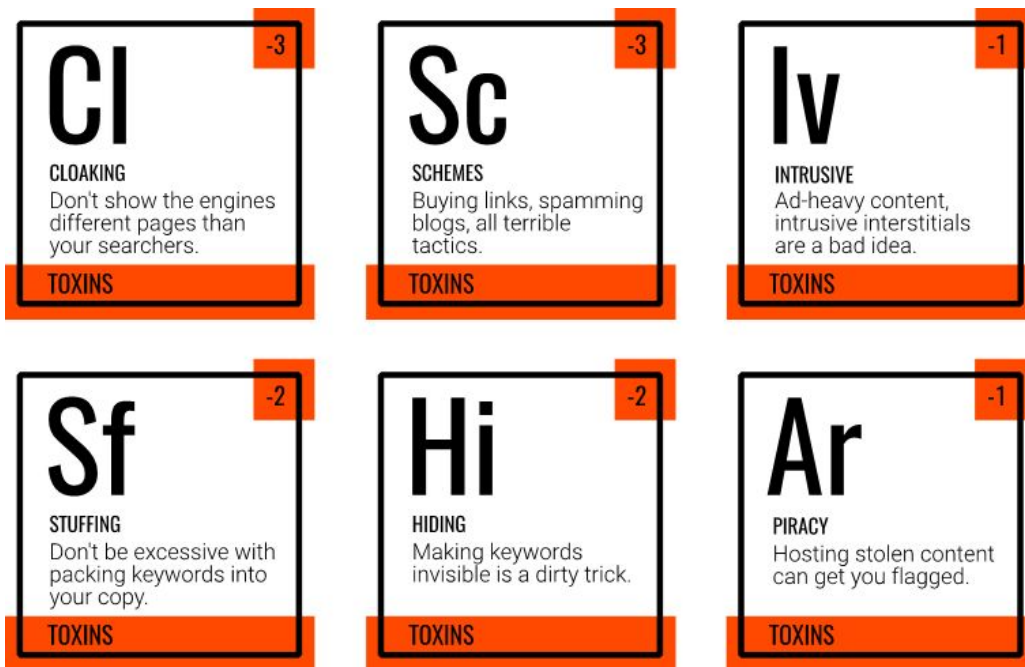 -3
Cl
CLOAKING
Don't show the engines
different pages than
your searchers.
TOXINS
-3
Sc
SCHEMES
Buying links, spamming
blogs, all terrible
tactics.
TOXINS
-1
Iv
INTRUSIVE
Ad-heavy content,
intrusive interstitials
are a bad idea.
TOXINS
-2
Sf
STUFFING
Don't be excessive with
packing keywords into
your copy.
TOXINS
-2
Hi
HIDING
Making keywords
invisible is a dirty trick.
TOXINS
-1
Ar
PIRACY
Hosting stolen content
can get you flagged.
TOXINS